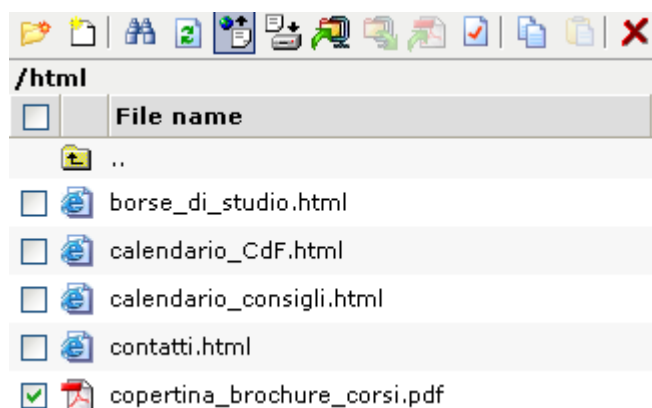 /html
File name
..
borse_di_studio.html
calendario_CdF.html
calendario_consigli.html
contatti.html
copertina_brochure_corsi.pdf